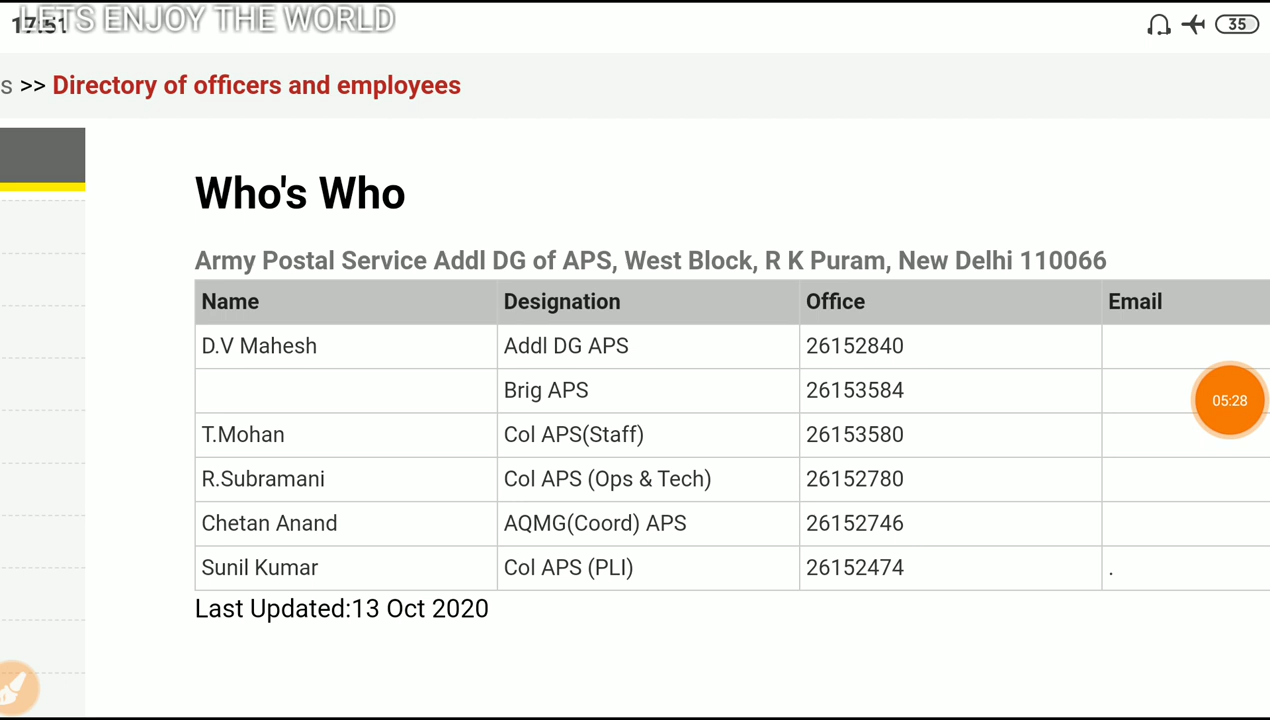 LETS ENJOY THE WORLD
17:51
35
s >> Directory of officers and employees
Who's Who
Army Postal Service Addl DG of APS, West Block, R K Puram, New Delhi 110066
Name Designation Office Email
D.V Mahesh Addl DG APS 26152840
Brig APS 26153584
05:28
T.Mohan Col APS(Staff) 26153580
R.Subramani Col APS (Ops & Tech) 26152780
Chetan Anand AQMG(Coord) APS 26152746
Sunil Kumar Col APS (PLI) 26152474 .
Last Updated:13 Oct 2020